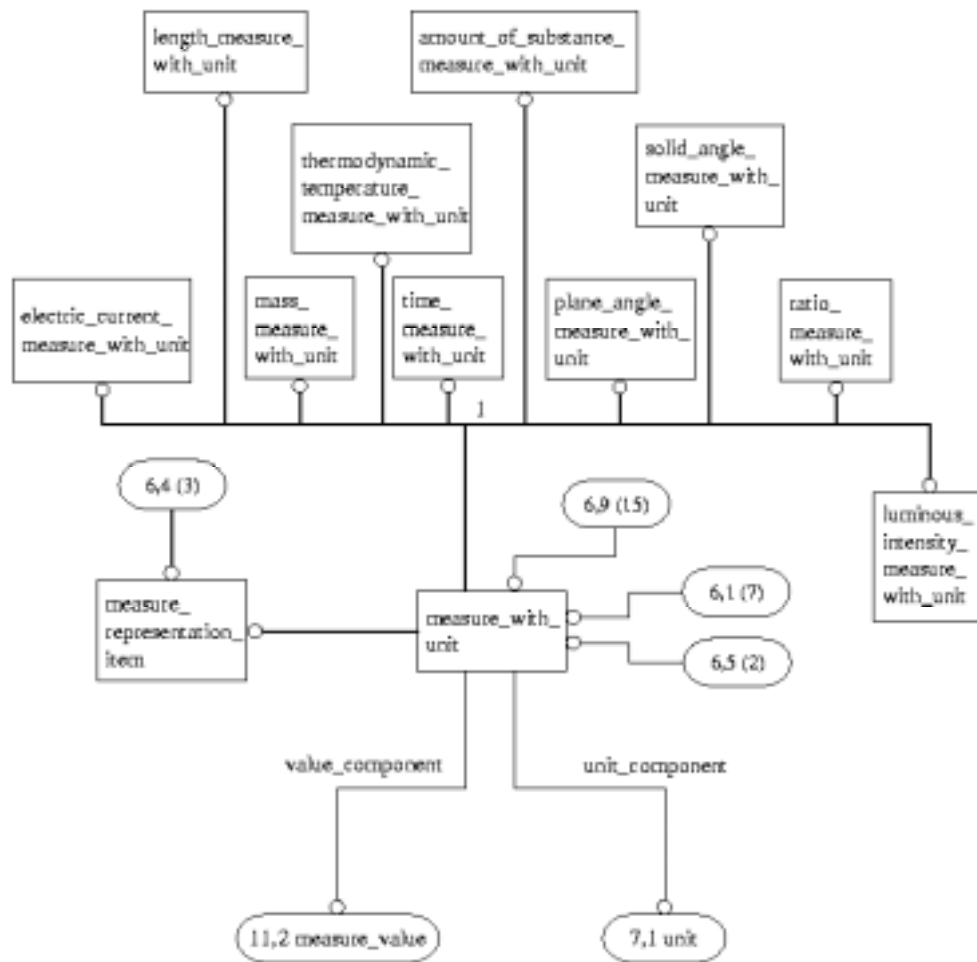 length_measure_
with_unit
amount_of_substance_
measure_with_unit
thermodynamic_
temperature_
measure_with_unit
solid_angle_
measure_with_
unit
electric_current_
measure_with_unit
mass_
measure_
with_unit
time_
measure_
with_unit
plane_angle_
measure_with_
unit
ratio_
measure_
with_unit
1
6,4 (3)
6,9 (15)
luminous_
intensity_
measure_
with_unit
measure_
representation_
item
measure_with_
unit
6,1 (7)
6,5 (2)
value_component
unit_component
11,2 measure_value
7,1 unit